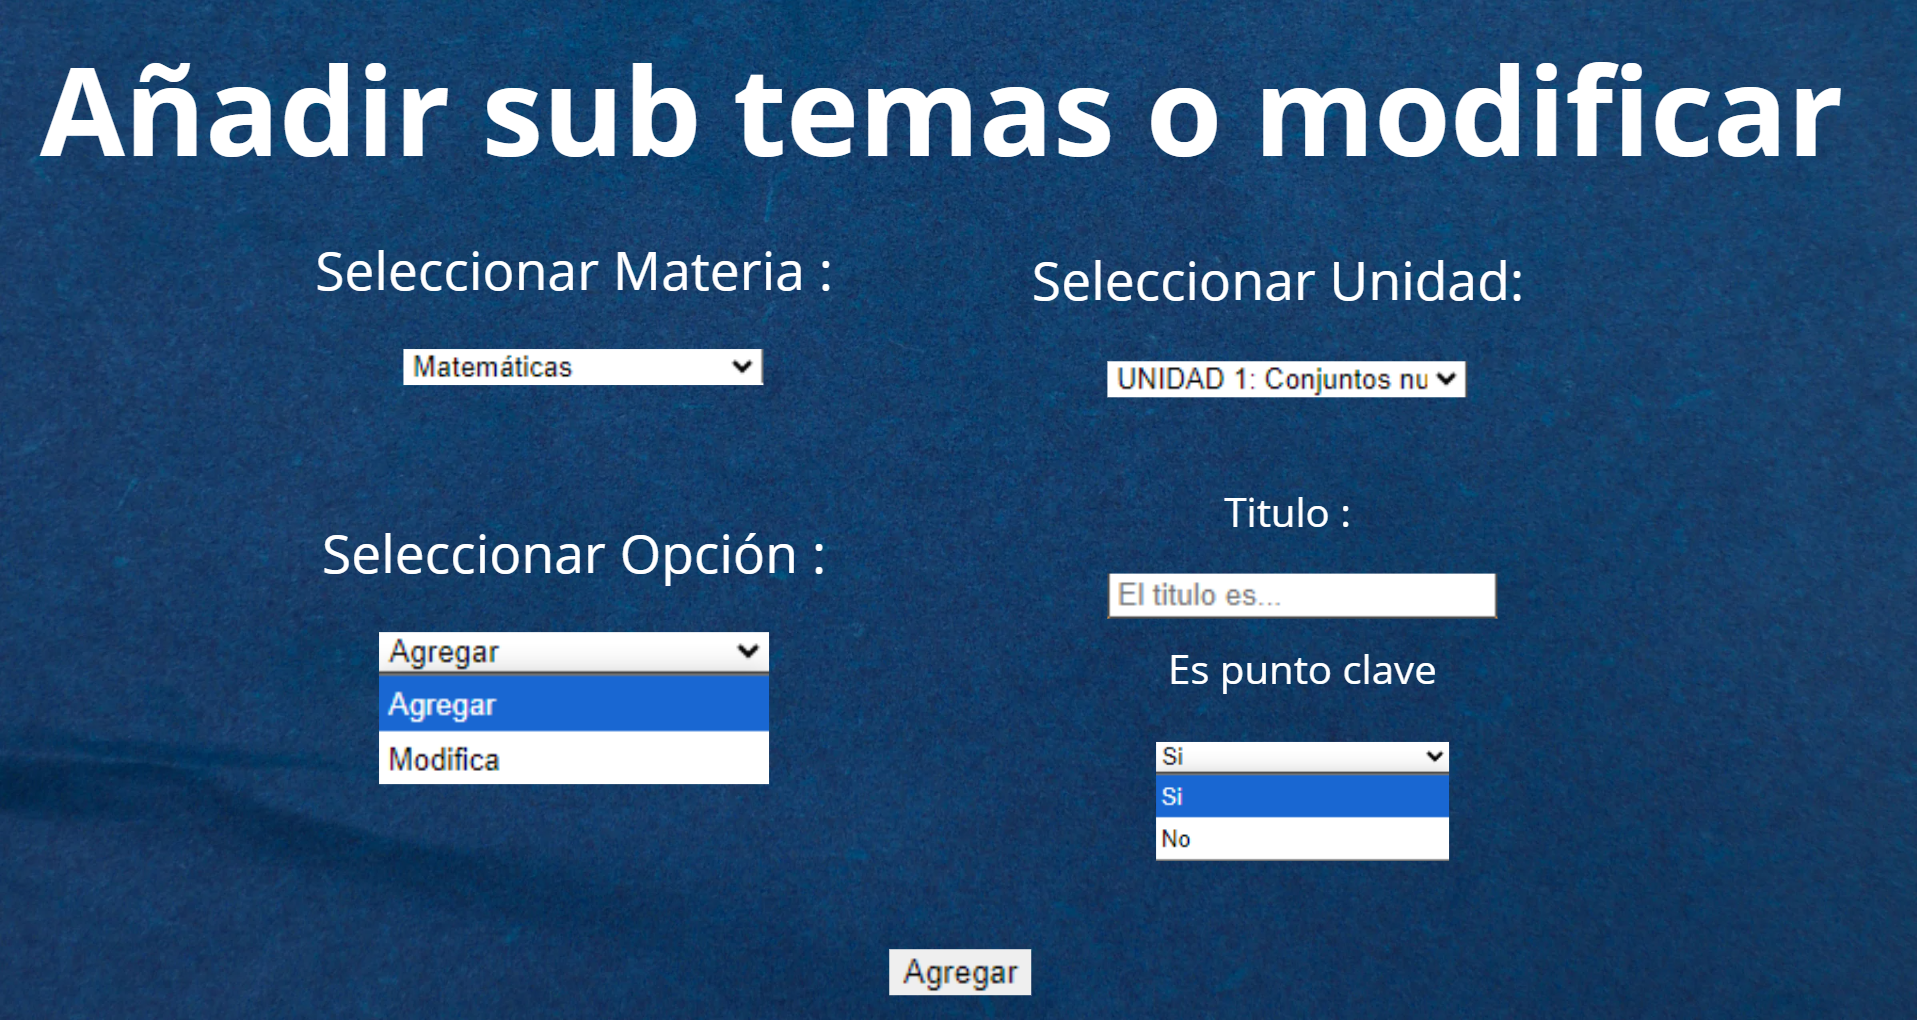 Añadir sub temas o modificar
Seleccionar Materia :
Matemáticas
Seleccionar Unidad:
UNIDAD 1: Conjuntos nu
Seleccionar Opción :
Agregar
Agregar
Modifica
Titulo :
El titulo es...
Es punto clave
Si
Si
No
Agregar